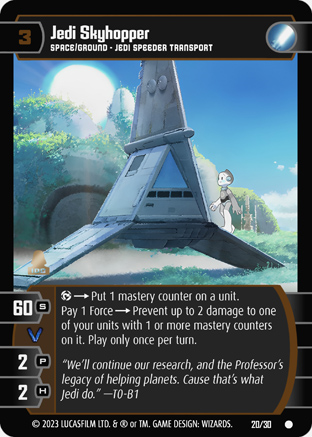 3
Jedi Skyhopper
SPACE/GROUND - JEDI SPEEDER TRANSPORT
60 S
2 P
2 H
→ Put 1 mastery counter on a unit.
Pay 1 Force → Prevent up to 2 damage to one
of your units with 1 or more mastery counters
on it. Play only once per turn.
“We’ll continue our research, and the Professor’s
legacy of helping planets. Cause that’s what
Jedi do.” —T0-B1
© 2023 LUCASFILM LTD. & ® or TM. GAME DESIGN: WIZARDS.
20/30